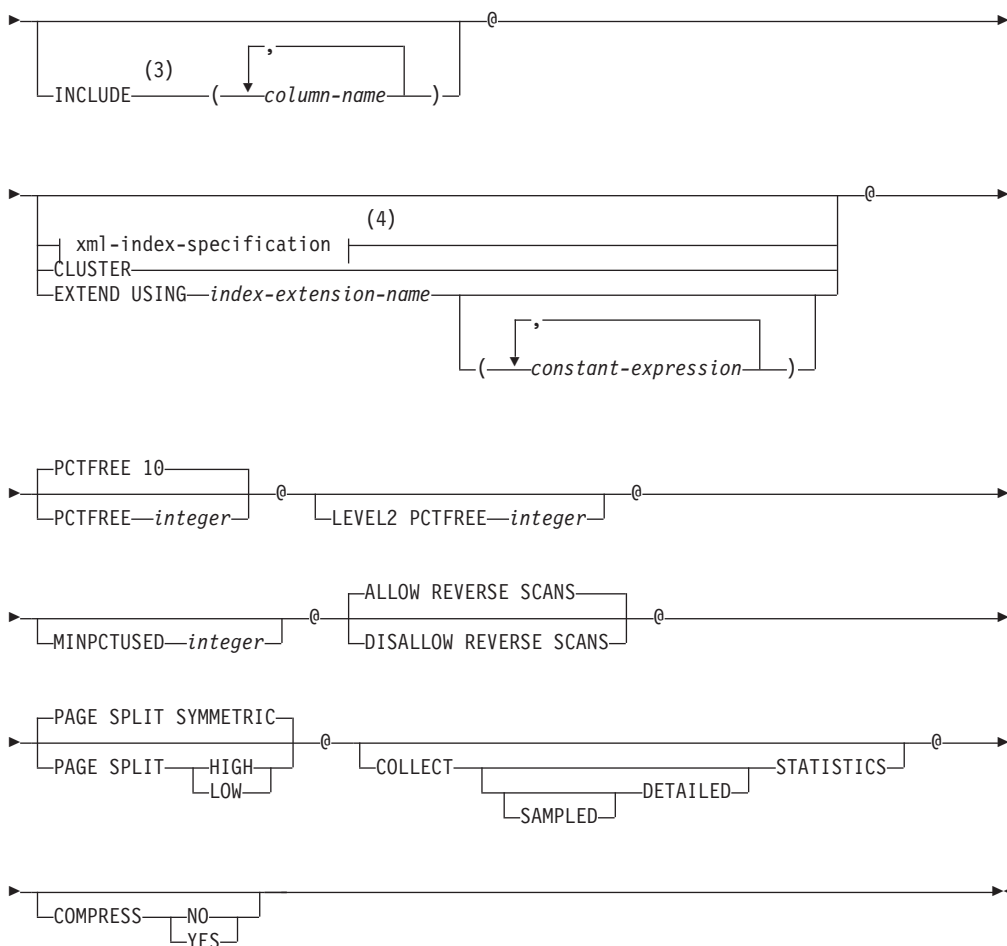 @
,
(3)
INCLUDE ( column-name )
@
(4)
xml-index-specification
CLUSTER
EXTEND USING index-extension-name
,
( constant-expression )
PCTFREE 10
@ @
PCTFREE integer LEVEL2 PCTFREE integer
ALLOW REVERSE SCANS
@ @
MINPCTUSED integer DISALLOW REVERSE SCANS
PAGE SPLIT SYMMETRIC
@ @
PAGE SPLIT HIGH COLLECT STATISTICS
LOW DETAILED
SAMPLED
COMPRESS NO
YES